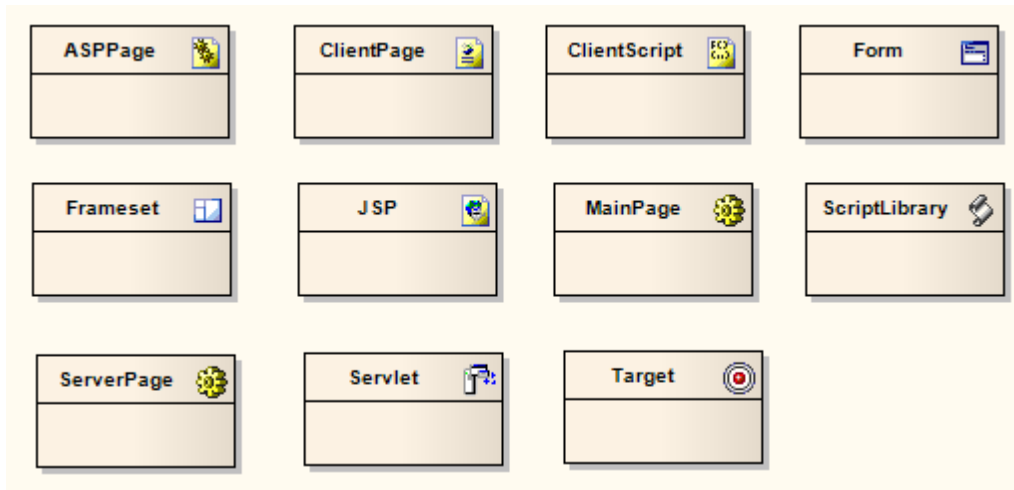 ASPPage
ClientPage
ClientScript
Form
Frameset
JSP
MainPage
ScriptLibrary
ServerPage
Servlet
Target